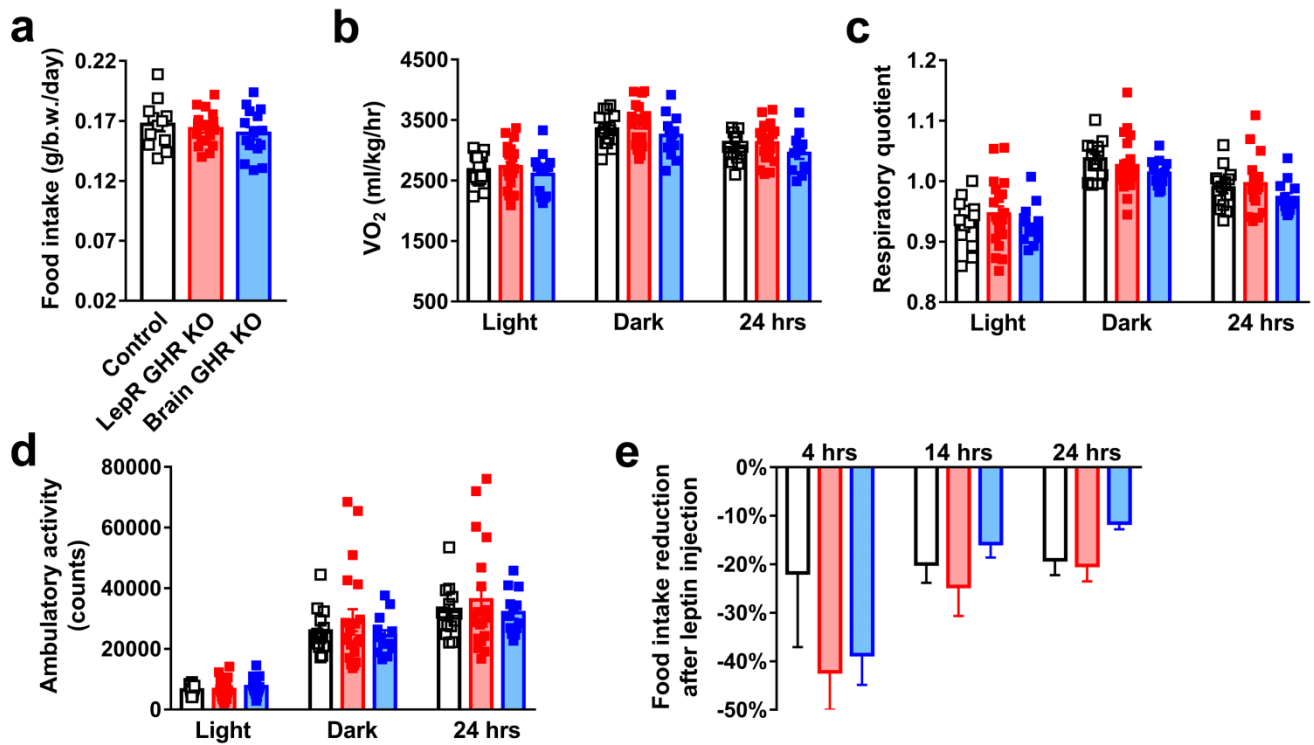 a
Food intake (g/b.w./day)
0.22
0.17
0.12
0.07
0.02
Control
LepR GHR KO
Brain GHR KO
b
VO₂ (ml/kg/hr)
4500
3500
2500
1500
500
Light
Dark
24 hrs
c
Respiratory quotient
1.2
1.1
1.0
0.9
0.8
Light
Dark
24 hrs
d
Ambulatory activity
(counts)
80000
60000
40000
20000
0
Light
Dark
24 hrs
e
Food intake reduction
after leptin injection
4 hrs
14 hrs
24 hrs
0%
-10%
-20%
-30%
-40%
-50%